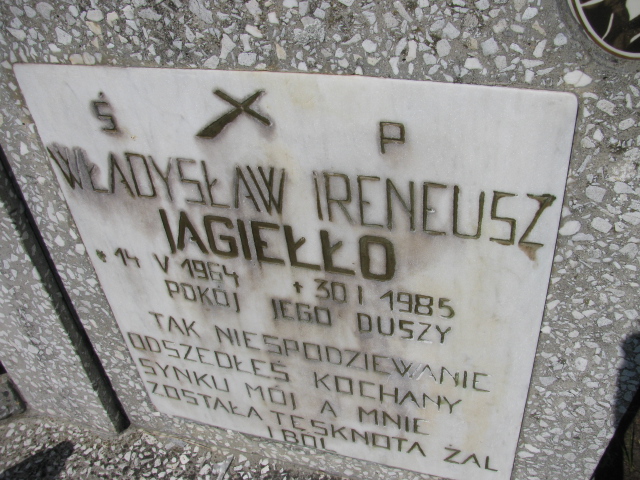 Ś P
WŁADYSŁAW IRENEUSZ
JAGIEŁŁO
* 14 V 1964 + 30 I 1985
POKÓJ JEGO DUSZY
TAK NIESPODZIEWANIE
ODSZEDŁEŚ KOCHANY
SYNKU MÓJ A MNIE
ZOSTAŁA TĘSKNOTA ŻAL
I BÓL